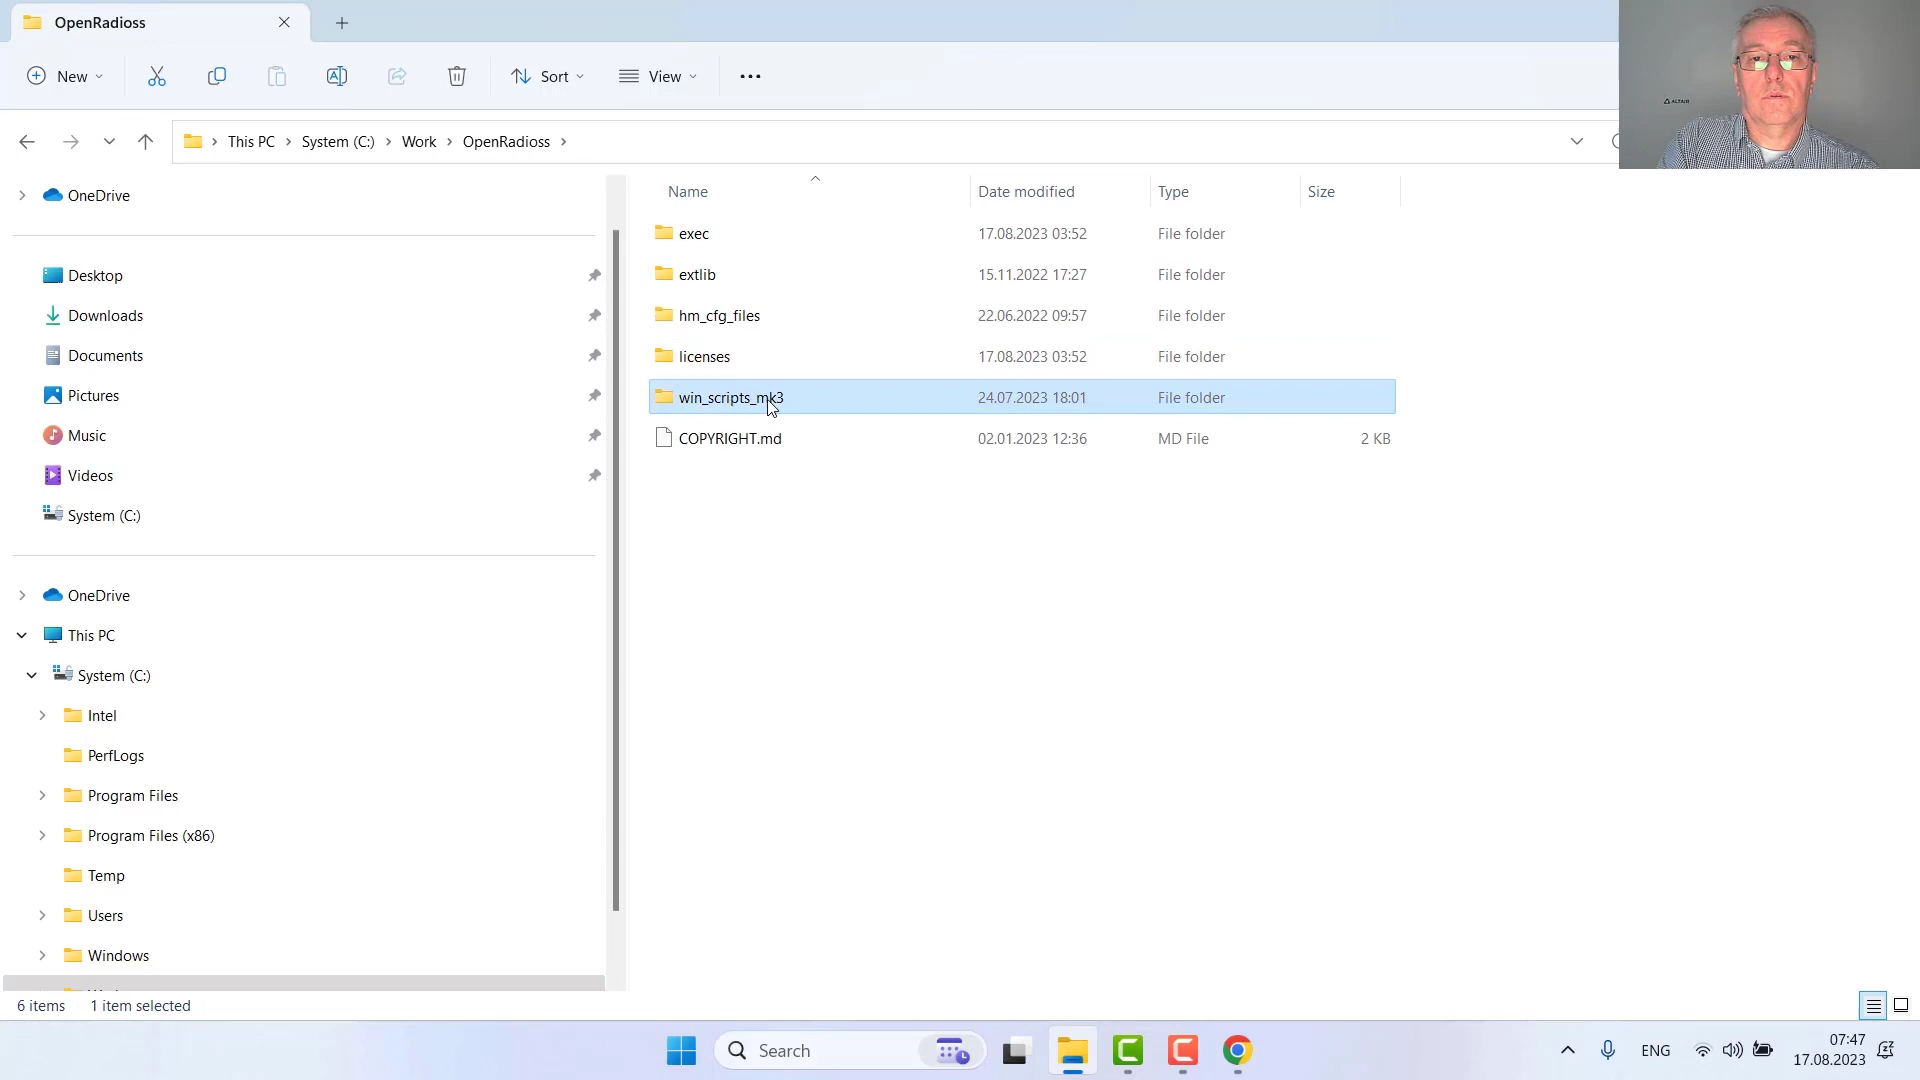 OpenRadioss
New
Sort
View
This PC
System (C:)
Work
OpenRadioss
ALTAIR
OneDrive
Desktop
Downloads
Documents
Pictures
Music
Videos
System (C:)
OneDrive
This PC
System (C:)
Intel
PerfLogs
Program Files
Program Files (x86)
Temp
Users
Windows
Name Date modified Type Size
exec 17.08.2023 03:52 File folder
extlib 15.11.2022 17:27 File folder
hm_cfg_files 22.06.2022 09:57 File folder
licenses 17.08.2023 03:52 File folder
win_scripts_mk3 24.07.2023 18:01 File folder
COPYRIGHT.md 02.01.2023 12:36 MD File 2 KB
6 items 1 item selected
Search
ENG
07:47
17.08.2023